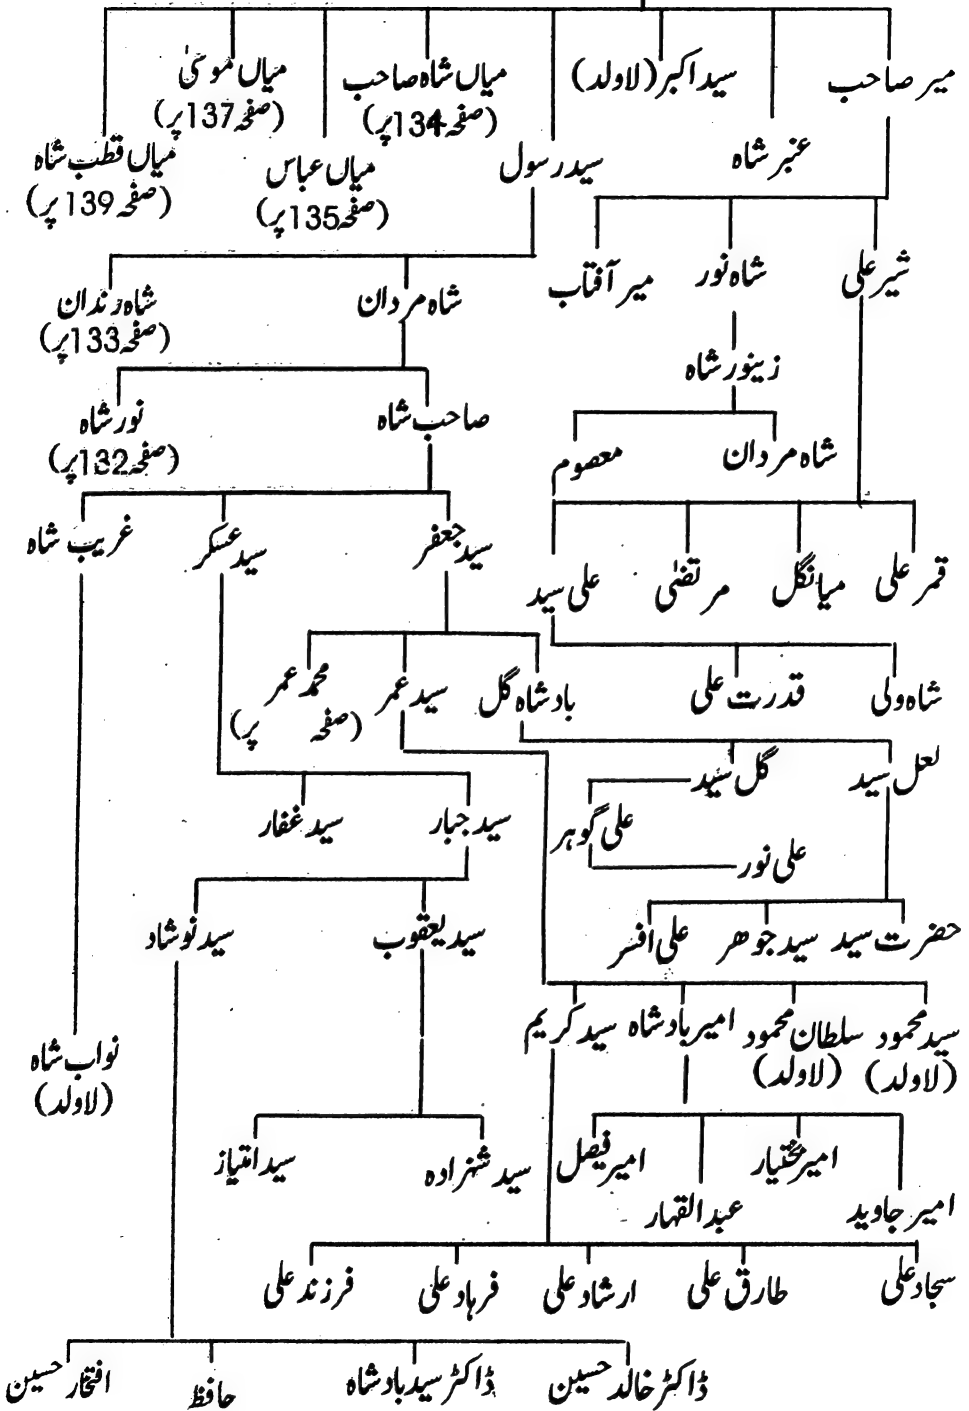 میر صاحب
سید اکبر (لاولد)
میاں شاہ صاحب
(صفحہ 134 پر)
میاں موسیٰ
(صفحہ 137 پر)
عنبر شاہ
سید رسول
میاں عباس
(صفحہ 135 پر)
میاں قطب شاہ
(صفحہ 139 پر)
شیر علی
شاہ نور
میر آفتاب
شاہ مردان
شاہ زندان
(صفحہ 133 پر)
زینور شاہ
صاحب شاہ
نور شاہ
(صفحہ 132 پر)
شاہ مردان
معصوم
سید جعفر
سید عسکر
غریب شاہ
قمر علی
میانگل
مرتضیٰ
علی سید
شاہ ولی
قدرت علی
بادشاہ گل
سید عمر
محمد عمر
(صفحہ پر)
لعل سید
گل سید
علی گوہر
علی نور
سید جبار
سید غفار
حضرت سید
سید جوھر
علی افسر
سید یعقوب
سید نوشاد
سید محمود
(لاولد)
سلطان محمود
(لاولد)
امیر بادشاہ
سید کریم
نواب شاہ
(لاولد)
امیر جاوید
امیر بختیار
عبدالقہار
امیر فیصل
سید شہزادہ
سید امتیاز
سجاد علی
طارق علی
ارشاد علی
فرہاد علی
فرزند علی
ڈاکٹر خالد حسین
ڈاکٹر سید بادشاہ
حافظ
افتخار حسین